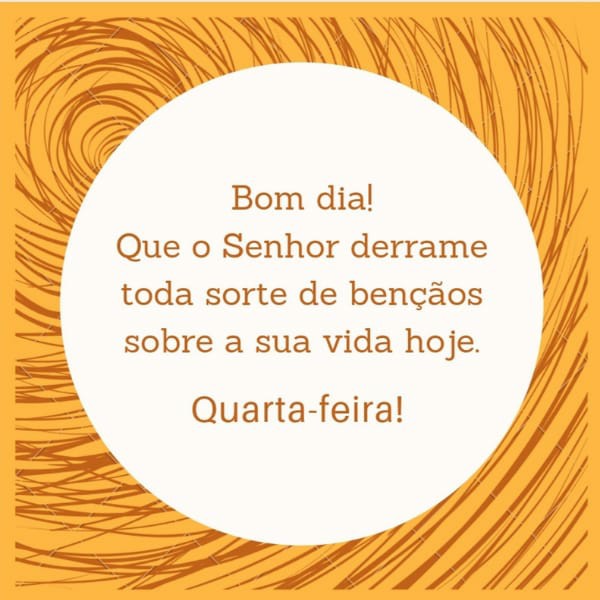 Bom dia!
Que o Senhor derrame
toda sorte de bençãos
sobre a sua vida hoje.
Quarta-feira!